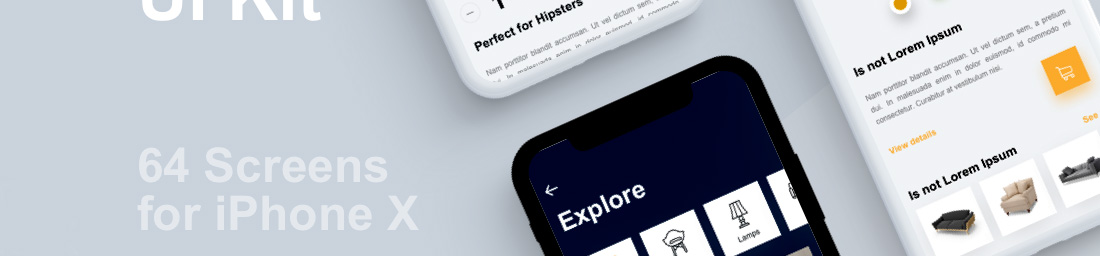 UI Kit
64 Screens
for iPhone X
Perfect for Hipsters
Nam porttitor blandit accumsan. Ut vel dictum sem, a pretium
dui. In malesuada enim in dolor euismod, id commodo
Explore
Lamps
Is not Lorem Ipsum
Nam porttitor blandit accumsan. Ut vel dictum sem, a pretium
dui. In malesuada enim in dolor euismod, id commodo mi
consectetur. Curabitur at vestibulum nisi.
View details
See
Is not Lorem Ipsum